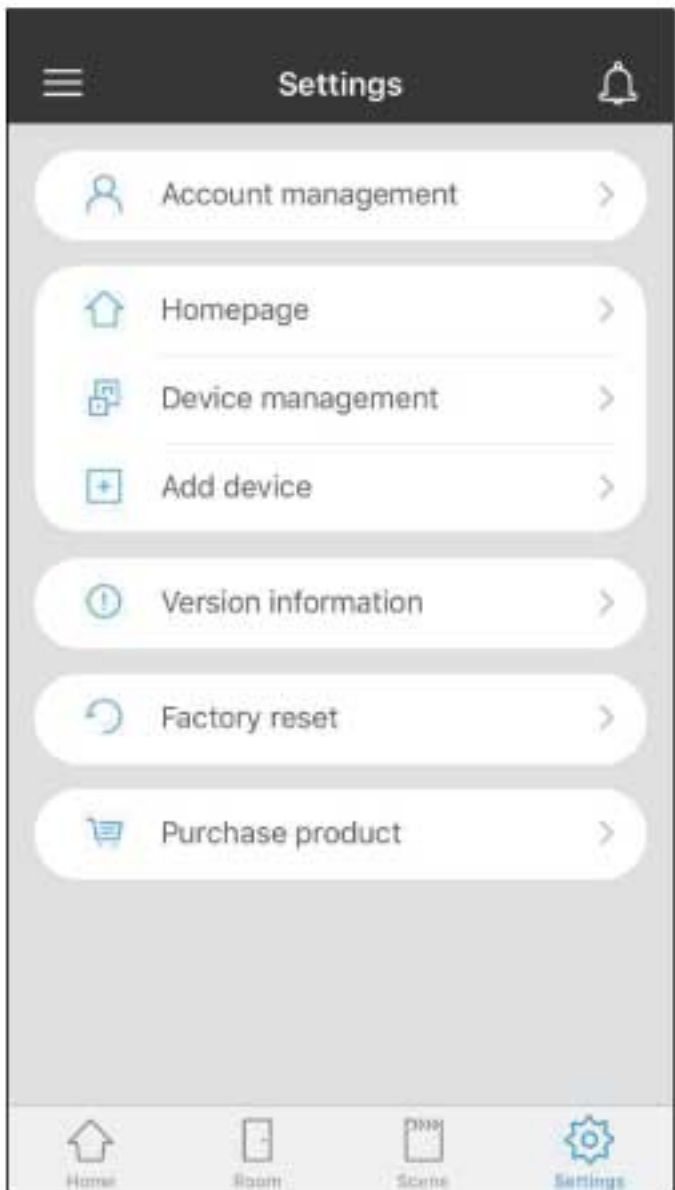 Settings
Account management
Homepage
Device management
Add device
Version information
Factory reset
Purchase product
Home Room Scene Settings